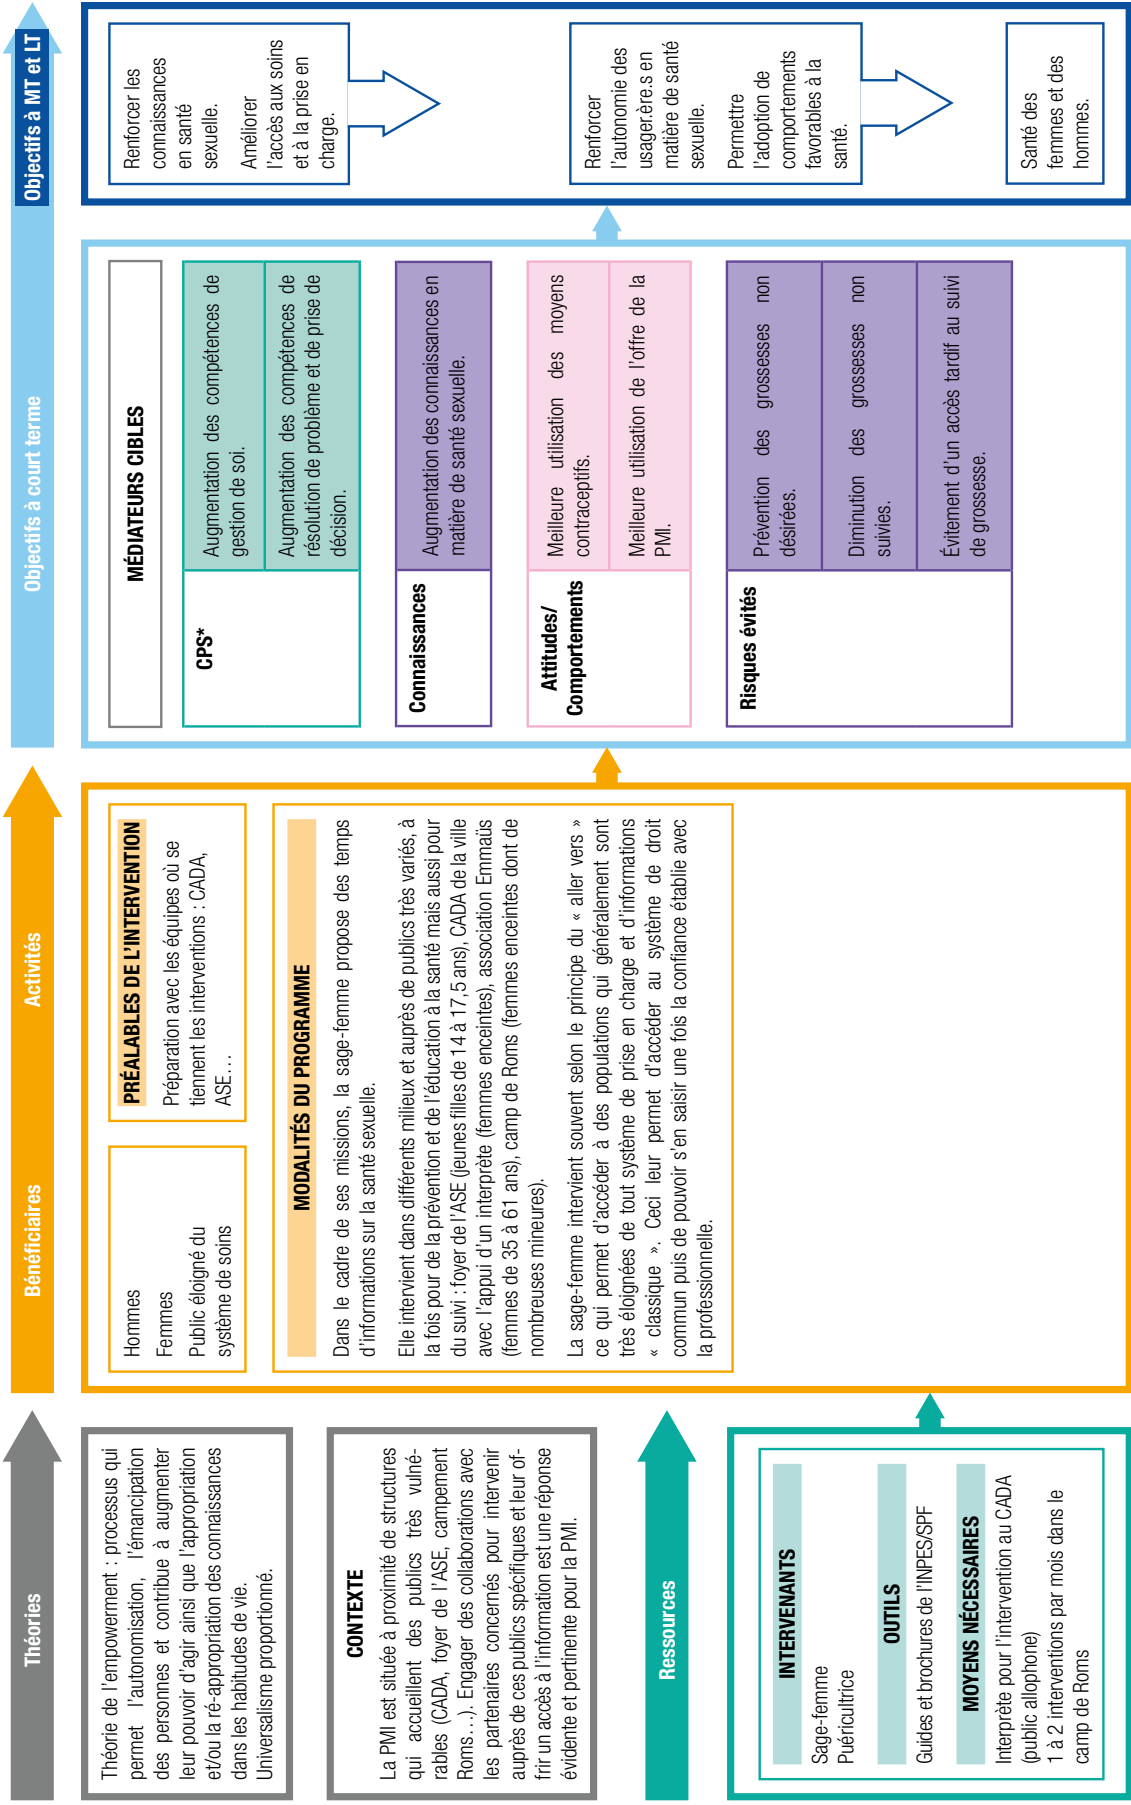 Théories
Théorie de l'empowerment : processus qui
permet l'autonomisation, l'émancipation
des personnes et contribue à augmenter
leur pouvoir d'agir ainsi que l'appropriation
et/ou la ré-appropriation des connaissances
dans les habitudes de vie.
Universalisme proportionné.
CONTEXTE
La PMI est située à proximité de structures
qui accueillent des publics très vulné-
rables (CADA, foyer de l'ASE, campement
Roms…). Engager des collaborations avec
les partenaires concernés pour intervenir
auprès de ces publics spécifiques et leur of-
frir un accès à l'information est une réponse
évidente et pertinente pour la PMI.
Ressources
INTERVENANTS
Sage-femme
Puéricultrice
OUTILS
Guides et brochures de l'INPES/SPF
MOYENS NÉCESSAIRES
Interprète pour l'intervention au CADA
(public allophone)
1 à 2 interventions par mois dans le
camp de Roms
Bénéficiaires
Activités
Hommes
Femmes
Public éloigné du
système de soins
PRÉALABLES DE L'INTERVENTION
Préparation avec les équipes où se
tiennent les interventions : CADA,
ASE…
MODALITÉS DU PROGRAMME
Dans le cadre de ses missions, la sage-femme propose des temps
d'informations sur la santé sexuelle.
Elle intervient dans différents milieux et auprès de publics très variés, à
la fois pour de la prévention et de l'éducation à la santé mais aussi pour
du suivi : foyer de l'ASE (jeunes filles de 14 à 17,5 ans), CADA de la ville
avec l'appui d'un interprète (femmes enceintes), association Emmaüs
(femmes de 35 à 61 ans), camp de Roms (femmes enceintes dont de
nombreuses mineures).
La sage-femme intervient souvent selon le principe du « aller vers »
ce qui permet d'accéder à des populations qui généralement sont
très éloignées de tout système de prise en charge et d'informations
« classique ». Ceci leur permet d'accéder au système de droit
commun puis de pouvoir s'en saisir une fois la confiance établie avec
la professionnelle.
Objectifs à court terme
MÉDIATEURS CIBLES
CPS*
Augmentation des compétences de
gestion de soi.
Augmentation des compétences de
résolution de problème et de prise de
décision.
Connaissances
Augmentation des connaissances en
matière de santé sexuelle.
Attitudes/
Comportements
Meilleure utilisation des moyens
contraceptifs.
Meilleure utilisation de l'offre de la
PMI.
Risques évités
Prévention des grossesses non
désirées.
Diminution des grossesses non
suivies.
Évitement d'un accès tardif au suivi
de grossesse.
Objectifs à MT et LT
Renforcer les
connaissances
en santé
sexuelle.
Améliorer
l'accès aux soins
et à la prise en
charge.
Renforcer
l'autonomie des
usager.ère.s en
matière de santé
sexuelle.
Permettre
l'adoption de
comportements
favorables à la
santé.
Santé des
femmes et des
hommes.